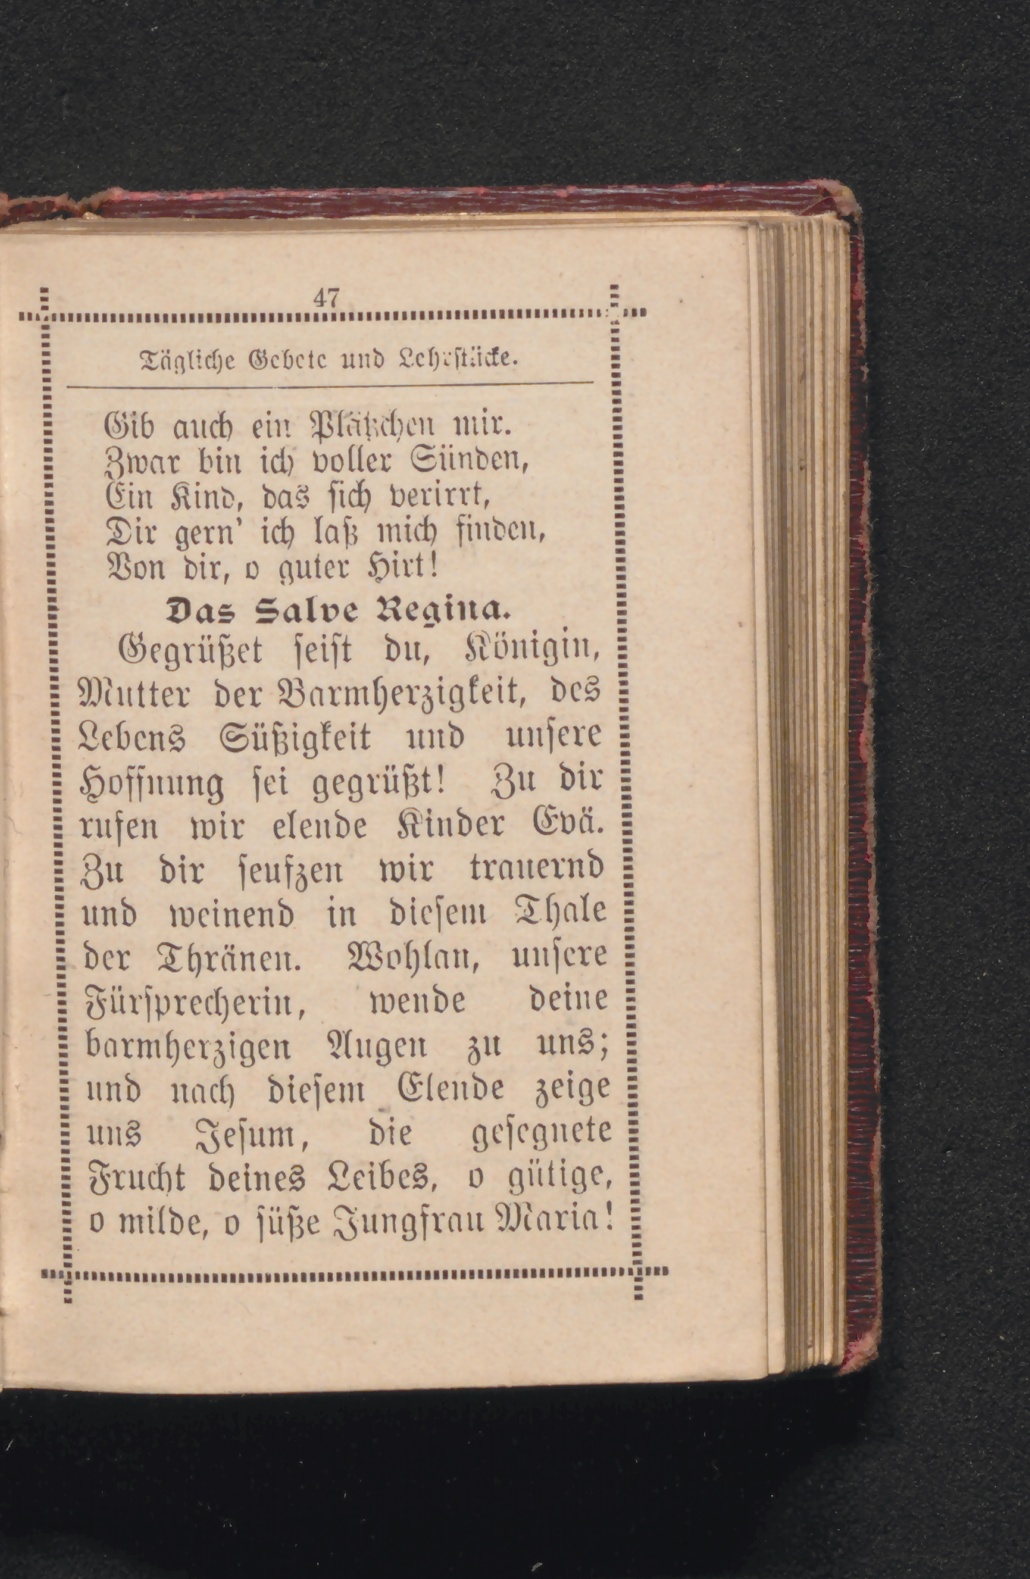 47
Tägliche Gebete und Lehrstücke.
Gib auch ein Plätzchen mir.
Zwar bin ich voller Sünden,
Ein Kind, das sich verirrt,
Dir gern' ich laß mich finden,
Von dir, o guter Hirt!
Das Salve Regina.
Gegrüßet seist du, Königin,
Mutter der Barmherzigkeit, des
Lebens Süßigkeit und unsere
Hoffnung sei gegrüßt! Zu dir
rufen wir elende Kinder Evä.
Zu dir seufzen wir trauernd
und weinend in diesem Thale
der Thränen. Wohlan, unsere
Fürsprecherin, wende deine
barmherzigen Augen zu uns;
und nach diesem Elende zeige
uns Jesum, die gesegnete
Frucht deines Leibes, o gütige,
o milde, o süße Jungfrau Maria!